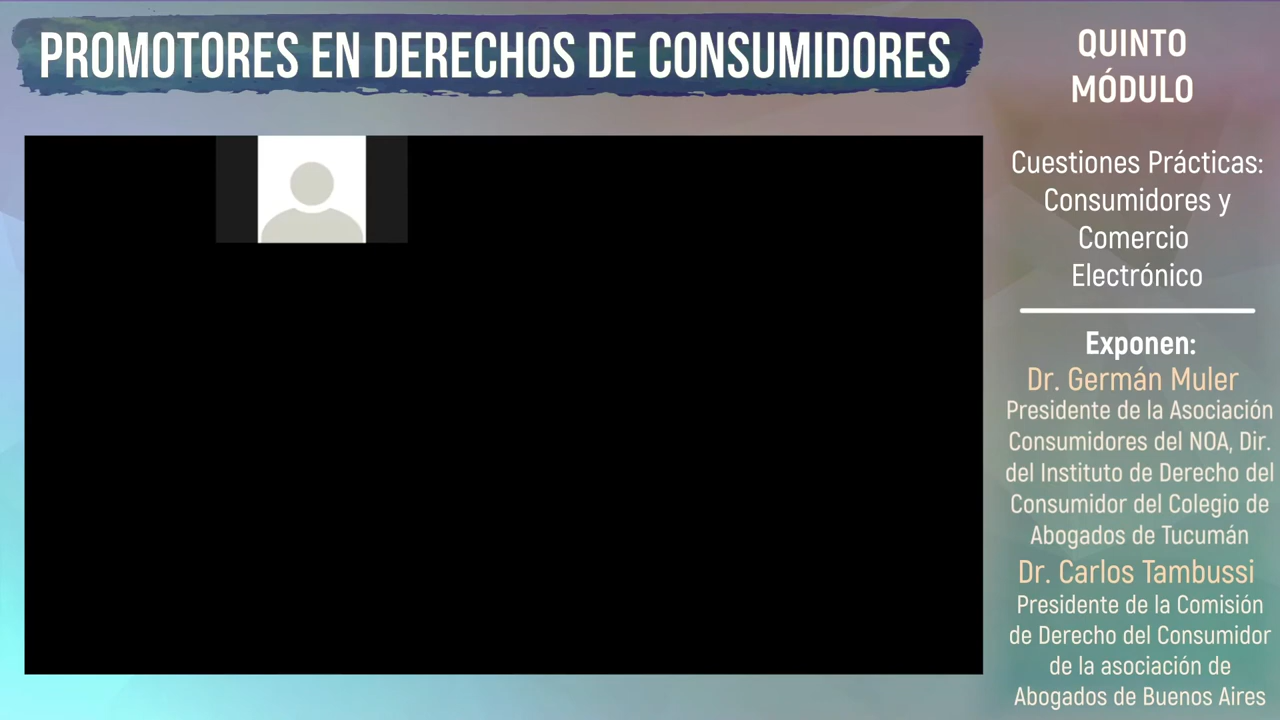 PROMOTORES EN DERECHOS DE CONSUMIDORES
QUINTO
MÓDULO
Cuestiones Prácticas:
Consumidores y
Comercio
Electrónico
Exponen:
Dr. Germán Muler
Presidente de la Asociación
Consumidores del NOA, Dir.
del Instituto de Derecho del
Consumidor del Colegio de
Abogados de Tucumán
Dr. Carlos Tambussi
Presidente de la Comisión
de Derecho del Consumidor
de la asociación de
Abogados de Buenos Aires